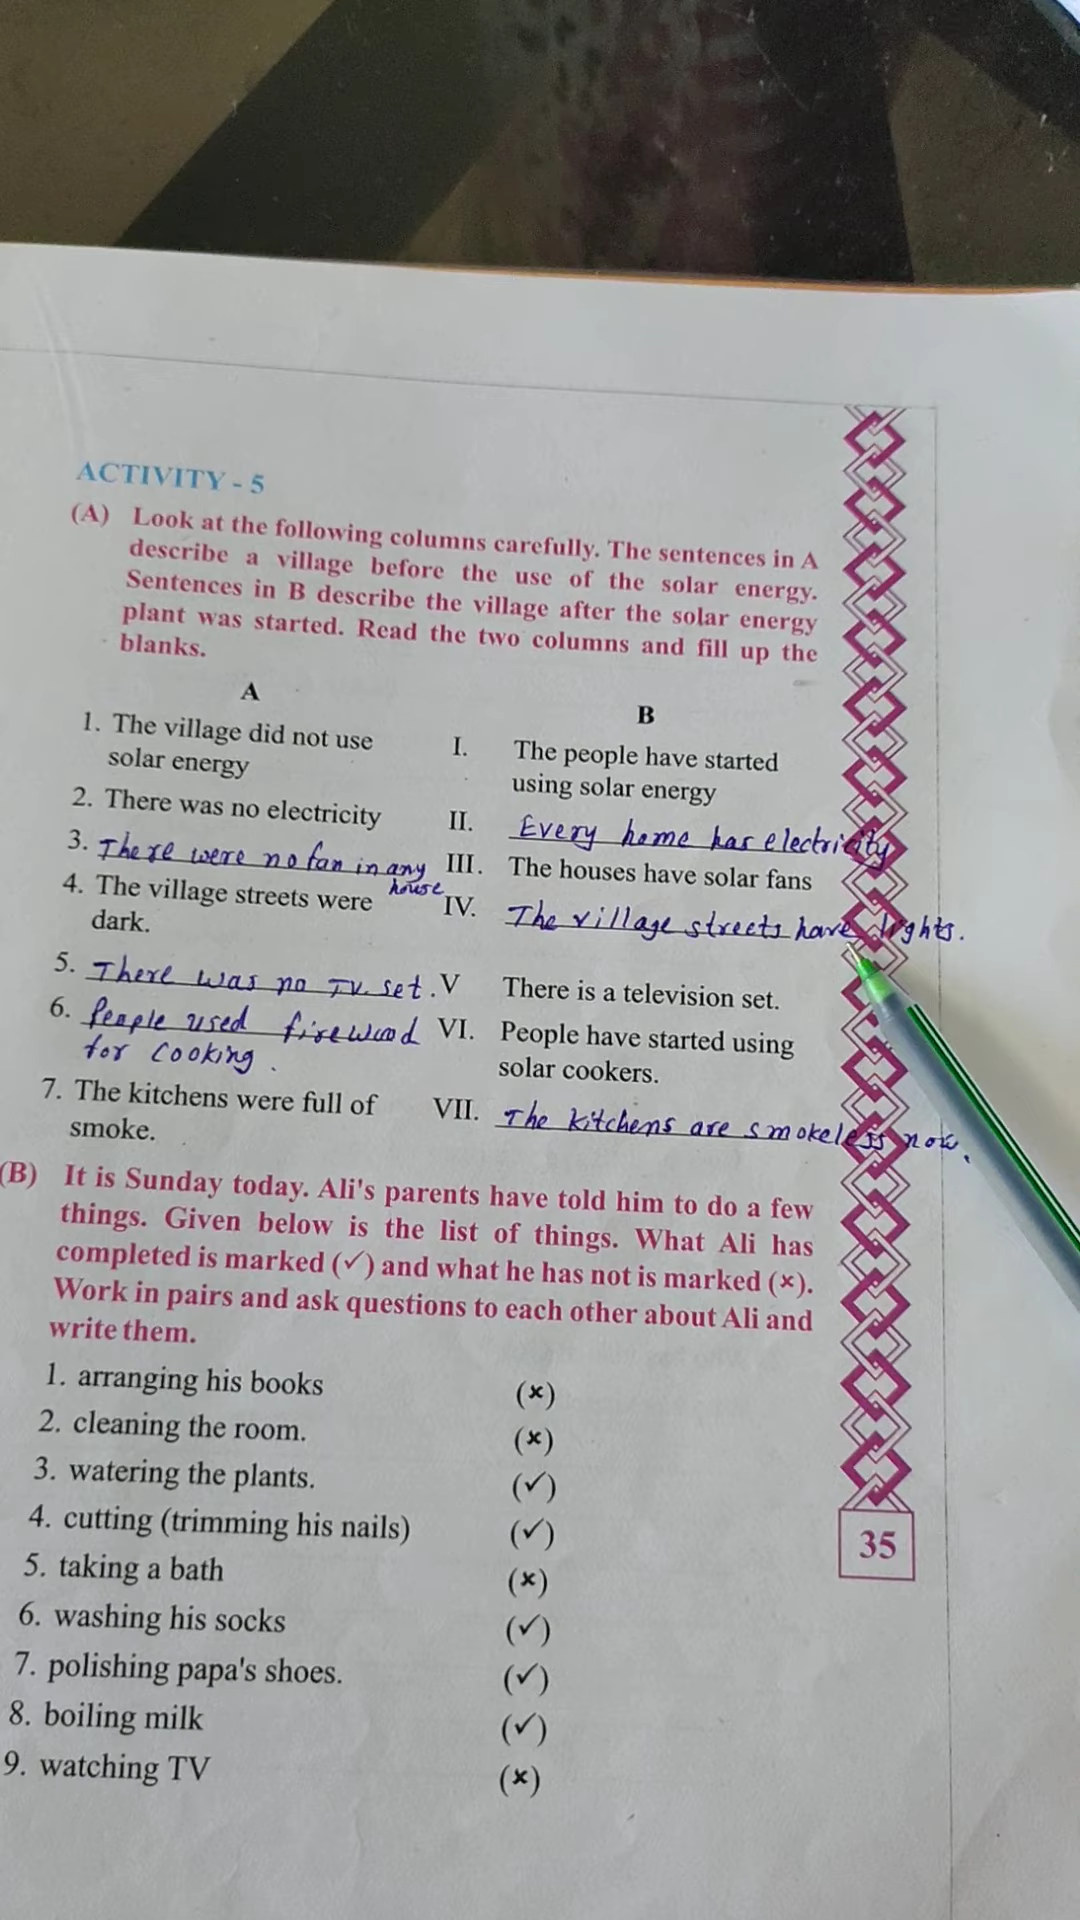 ACTIVITY - 5
(A) Look at the following columns carefully. The sentences in A
describe a village before the use of the solar energy.
Sentences in B describe the village after the solar energy
plant was started. Read the two columns and fill up the
blanks.
A
B
1. The village did not use
solar energy
I. The people have started
using solar energy
2. There was no electricity
II. Every home has electricity
3. There were no fan in any
house
III. The houses have solar fans
4. The village streets were
dark.
IV. The village streets have lights.
5. There was no TV set.
V There is a television set.
6. People used firewood
for cooking.
VI. People have started using
solar cookers.
7. The kitchens were full of
smoke.
VII. The kitchens are smokeless now.
(B) It is Sunday today. Ali's parents have told him to do a few
things. Given below is the list of things. What Ali has
completed is marked (✓) and what he has not is marked (×).
Work in pairs and ask questions to each other about Ali and
write them.
1. arranging his books (×)
2. cleaning the room. (×)
3. watering the plants. (✓)
4. cutting (trimming his nails) (✓)
5. taking a bath (×)
6. washing his socks (✓)
7. polishing papa's shoes. (✓)
8. boiling milk (✓)
9. watching TV (×)
35